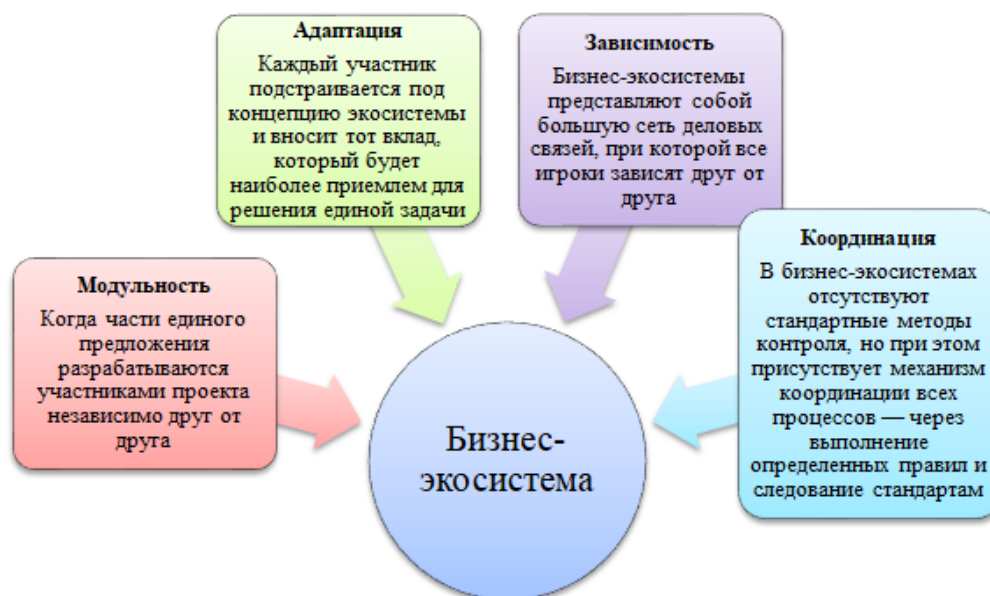 Адаптация
Каждый участник
подстраивается под
концепцию экосистемы
и вносит тот вклад,
который будет
наиболее приемлем для
решения единой задачи
Зависимость
Бизнес-экосистемы
представляют собой
большую сеть деловых
связей, при которой все
игроки зависят друг от
друга
Модульность
Когда части единого
предложения
разрабатываются
участниками проекта
независимо друг от
друга
Координация
В бизнес-экосистемах
отсутствуют
стандартные методы
контроля, но при этом
присутствует механизм
координации всех
процессов — через
выполнение
определенных правил и
следование стандартам
Бизнес-
экосистема